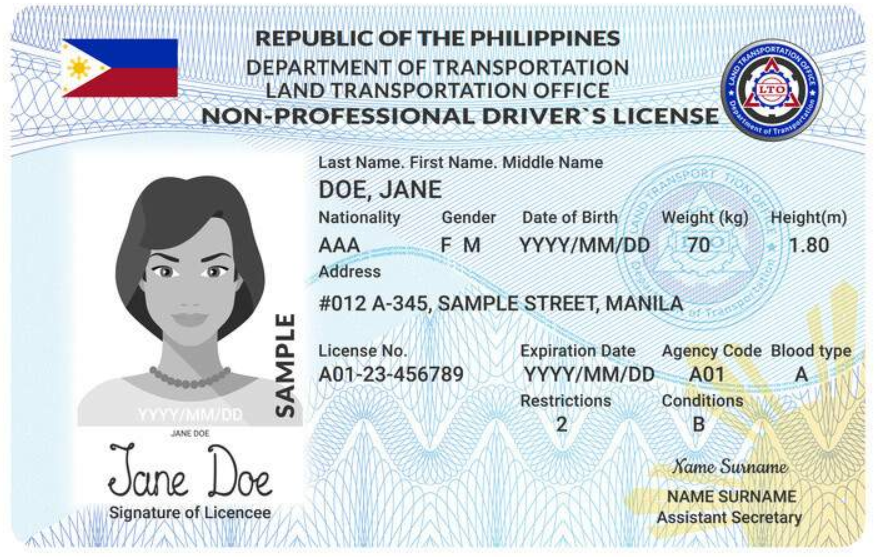 REPUBLIC OF THE PHILIPPINES
DEPARTMENT OF TRANSPORTATION
LAND TRANSPORTATION OFFICE
NON-PROFESSIONAL DRIVER`S LICENSE
LAND TRANSPORTATION OFFICE
LTO
Department of Transportation
Last Name. First Name. Middle Name
DOE, JANE
Nationality Gender Date of Birth Weight (kg) Height(m)
AAA F M YYYY/MM/DD 70 1.80
Address
#012 A-345, SAMPLE STREET, MANILA
License No. Expiration Date Agency Code Blood type
A01-23-456789 YYYY/MM/DD A01 A
Restrictions Conditions
2 B
SAMPLE
YYYY/MM/DD
JANE DOE
Jane Doe
Signature of Licencee
Name Surname
NAME SURNAME
Assistant Secretary